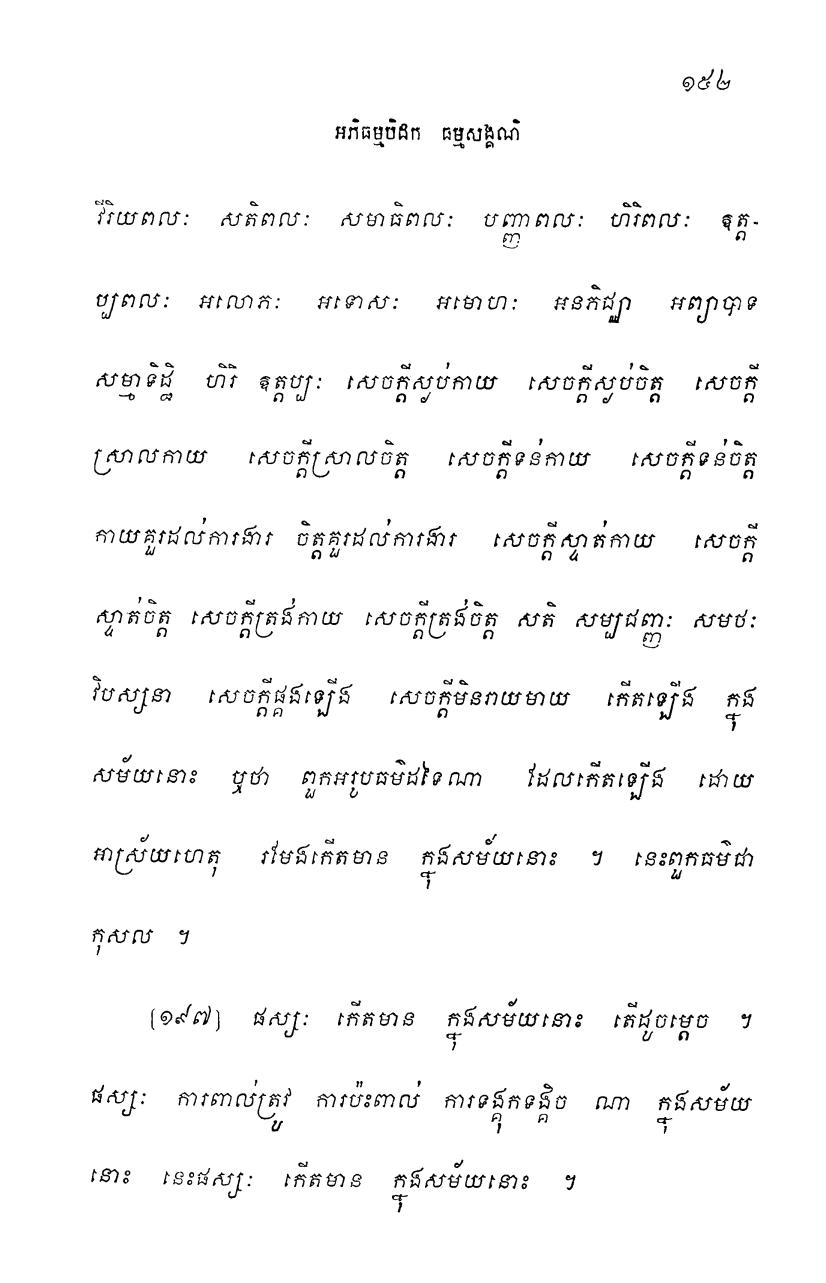 ១៥២
អភិធម្មបិដក ធម្មសង្គណិ
វីរិយពលៈ សតិពលៈ សមាធិពលៈ បញ្ញាពលៈ ហិរិពលៈ ឧត្ត-
ប្បពលៈ អលោភៈ អទោសៈ អមោហៈ អនភិជ្ឈា អព្យាបាទ
សម្មាទិដ្ឋិ ហិរិ ឧត្តប្បៈ សេចក្តីស្ងប់កាយ សេចក្តីស្ងប់ចិត្ត សេចក្តី
ស្រាលកាយ សេចក្តីស្រាលចិត្ត សេចក្តីទន់កាយ សេចក្តីទន់ចិត្ត
កាយគួរដល់ការងារ ចិត្តគួរដល់ការងារ សេចក្តីស្ទាត់កាយ សេចក្តី
ស្ទាត់ចិត្ត សេចក្តីត្រង់កាយ សេចក្តីត្រង់ចិត្ត សតិ សម្បជញ្ញៈ សមថៈ
វិបស្សនា សេចក្តីផ្គងឡើង សេចក្តីមិនរាយមាយ កើតឡើង ក្នុង
សម័យនោះ ឬថា ពួកអរូបធម៌ដទៃណា ដែលកើតឡើង ដោយ
អាស្រ័យហេតុ រមែងកើតមាន ក្នុងសម័យនោះ ។ នេះពួកធម៌ជា
កុសល ។
[១៩៧] ផស្សៈ កើតមាន ក្នុងសម័យនោះ តើដូចម្តេច ។
ផស្សៈ ការពាល់ត្រូវ ការប៉ះពាល់ ការទង្គុកទង្គិច ណា ក្នុងសម័យ
នោះ នេះផស្សៈ កើតមាន ក្នុងសម័យនោះ ។